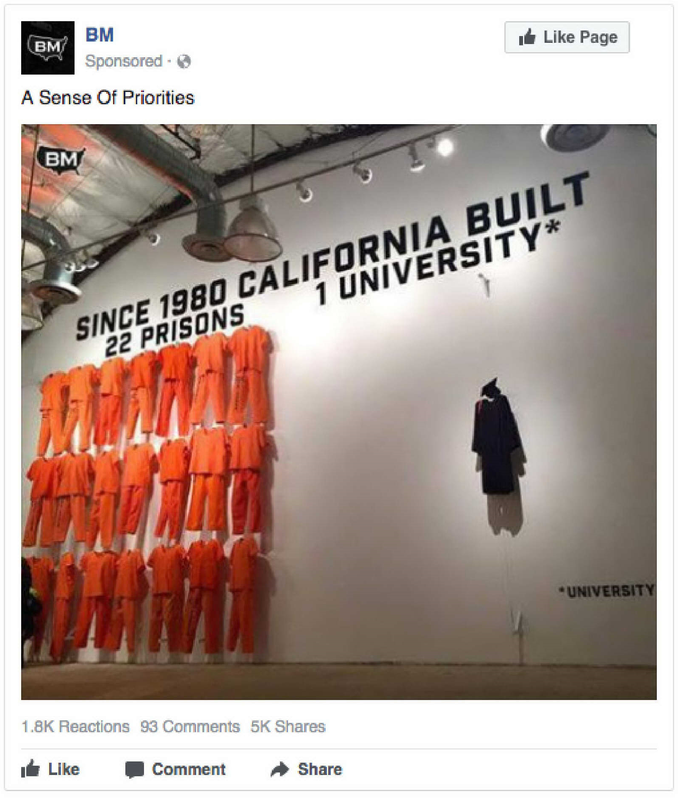 BM
BM
Like Page
Sponsored ·
A Sense Of Priorities
BM
SINCE 1980 CALIFORNIA BUILT
22 PRISONS 1 UNIVERSITY*
*UNIVERSITY
1.8K Reactions 93 Comments 5K Shares
Like Comment Share